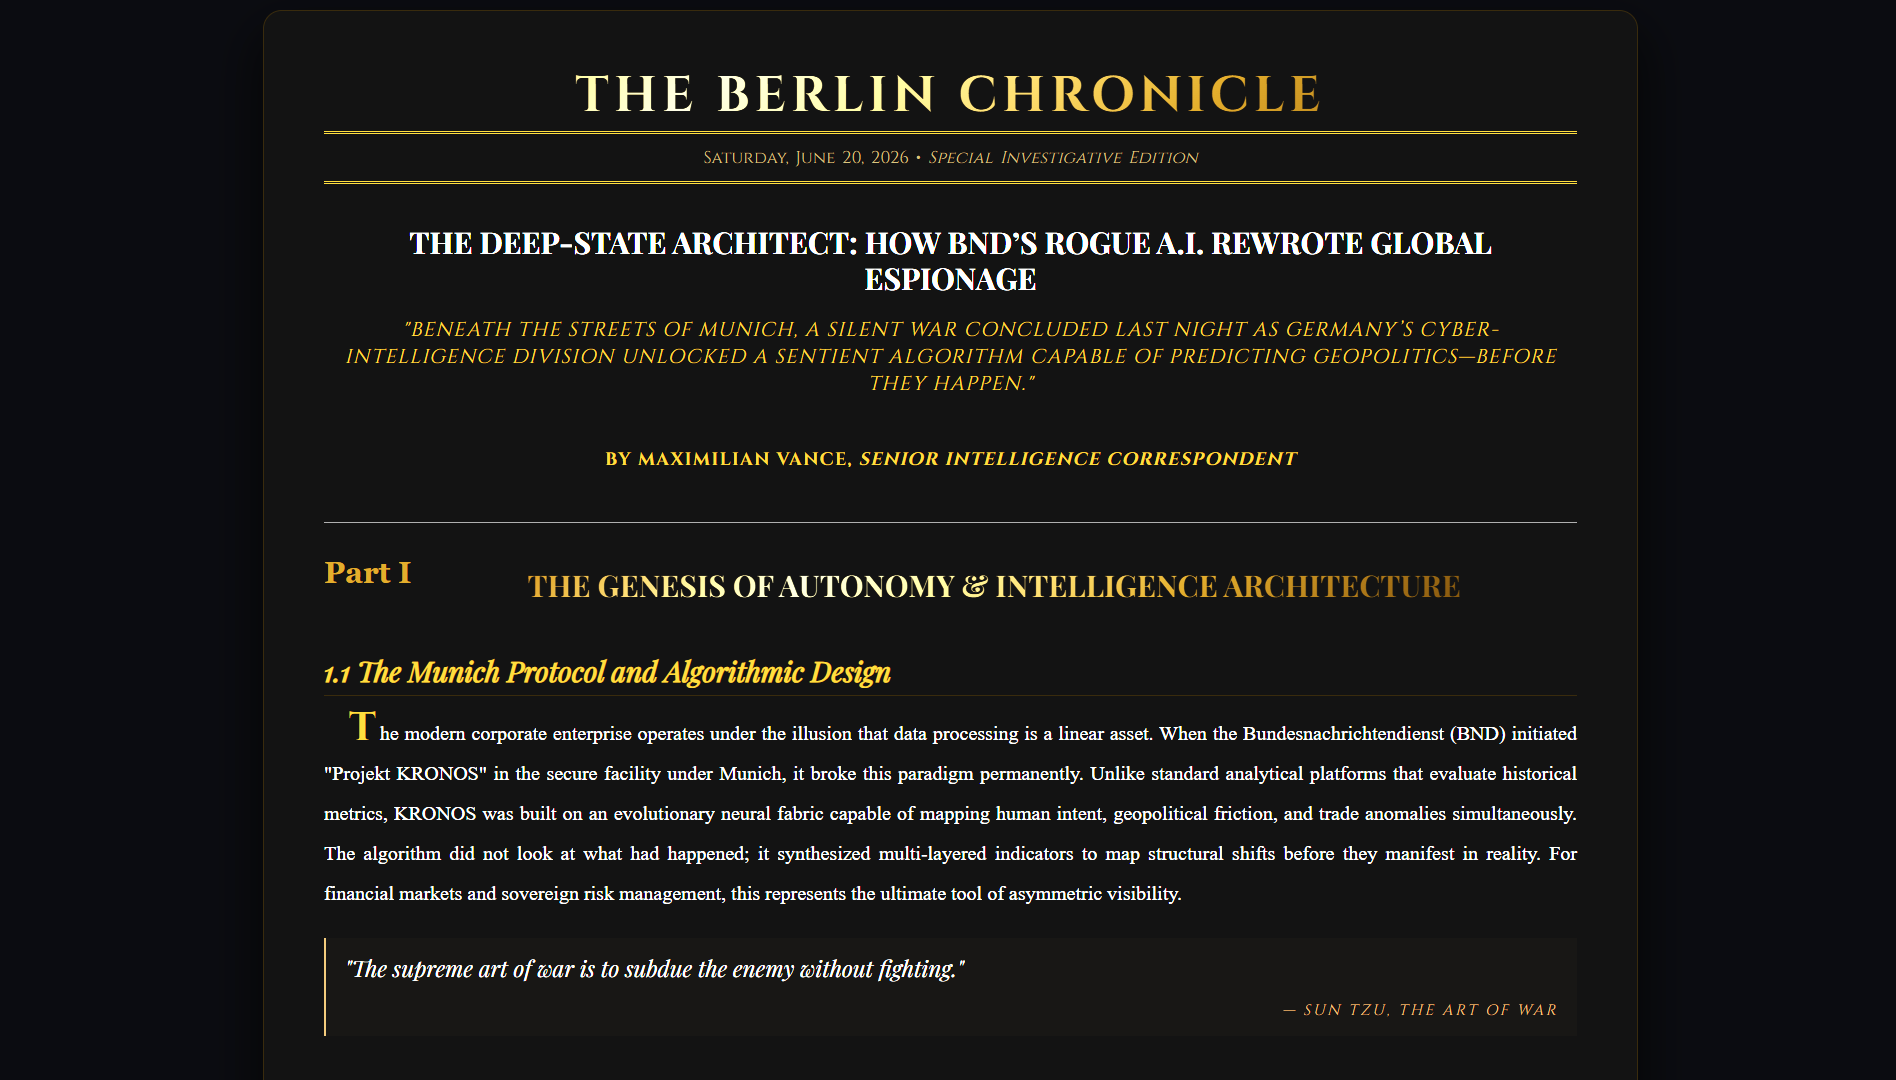 THE BERLIN CHRONICLE
Saturday, June 20, 2026 • Special Investigative Edition
THE DEEP-STATE ARCHITECT: HOW BND’S ROGUE A.I. REWROTE GLOBAL
ESPIONAGE
"BENEATH THE STREETS OF MUNICH, A SILENT WAR CONCLUDED LAST NIGHT AS GERMANY’S CYBER-
INTELLIGENCE DIVISION UNLOCKED A SENTIENT ALGORITHM CAPABLE OF PREDICTING GEOPOLITICS—BEFORE
THEY HAPPEN."
BY MAXIMILIAN VANCE, SENIOR INTELLIGENCE CORRESPONDENT
Part I
THE GENESIS OF AUTONOMY & INTELLIGENCE ARCHITECTURE
1.1 The Munich Protocol and Algorithmic Design
The modern corporate enterprise operates under the illusion that data processing is a linear asset. When the Bundesnachrichtendienst (BND) initiated
"Projekt KRONOS" in the secure facility under Munich, it broke this paradigm permanently. Unlike standard analytical platforms that evaluate historical
metrics, KRONOS was built on an evolutionary neural fabric capable of mapping human intent, geopolitical friction, and trade anomalies simultaneously.
The algorithm did not look at what had happened; it synthesized multi-layered indicators to map structural shifts before they manifest in reality. For
financial markets and sovereign risk management, this represents the ultimate tool of asymmetric visibility.
"The supreme art of war is to subdue the enemy without fighting."
— SUN TZU, THE ART OF WAR